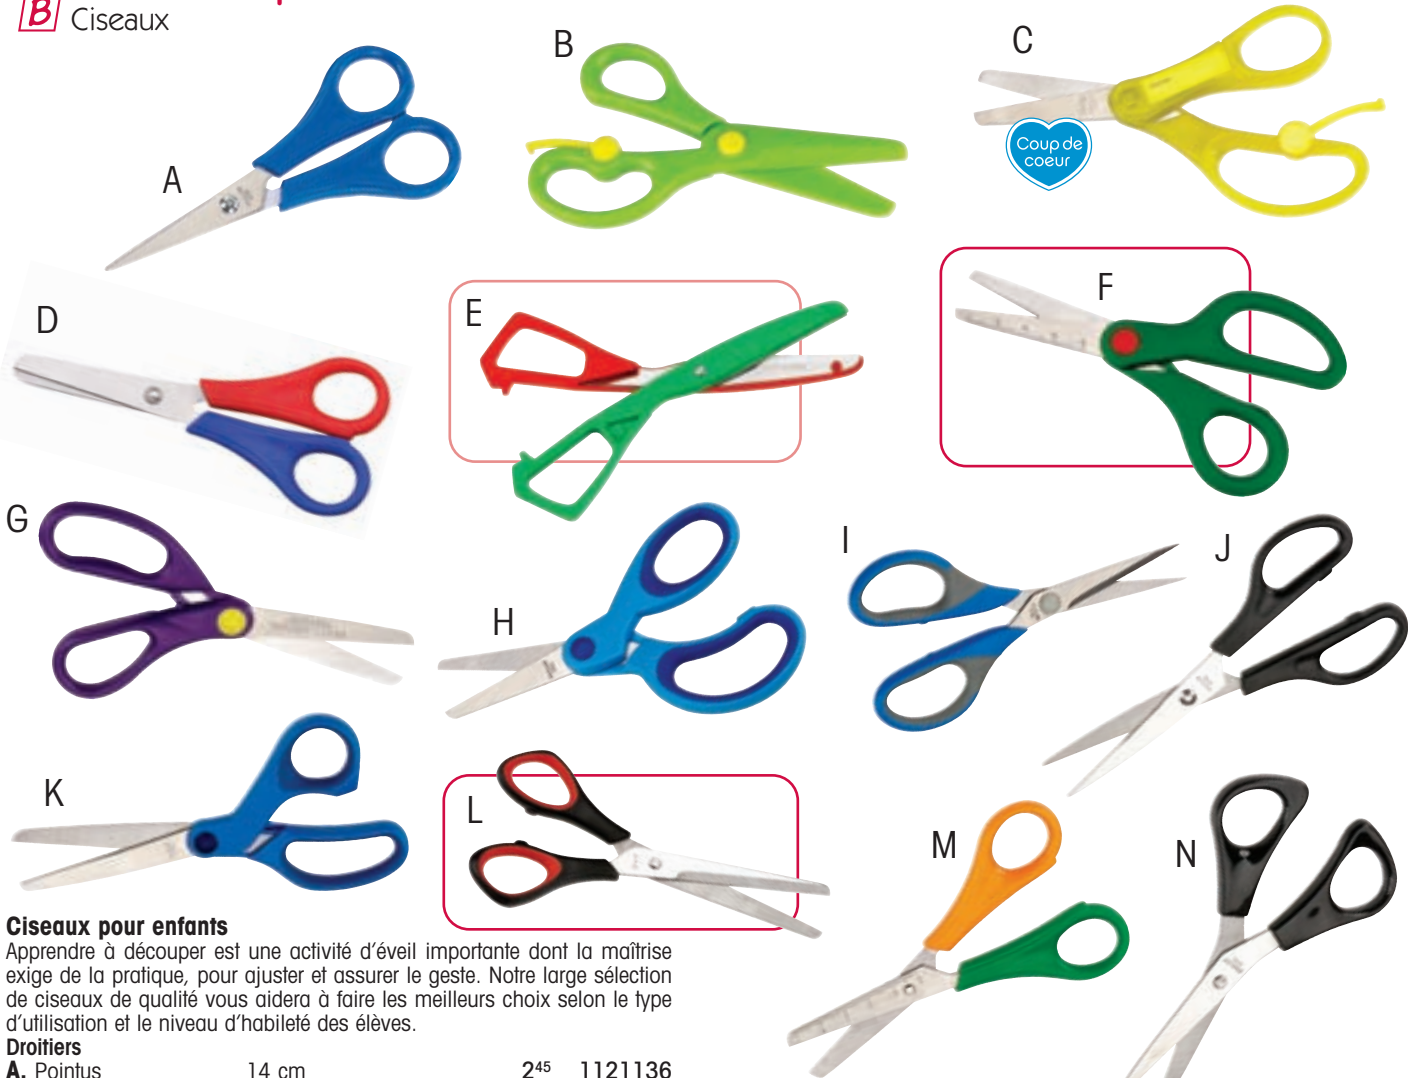 B Ciseaux
A
B
C
Coup de
coeur
D
E
F
G
H
I
J
K
L
M
N
Ciseaux pour enfants
Apprendre à découper est une activité d'éveil importante dont la maîtrise
exige de la pratique, pour ajuster et assurer le geste. Notre large sélection
de ciseaux de qualité vous aidera à faire les meilleurs choix selon le type
d'utilisation et le niveau d'habileté des élèves.
Droitiers
A. Pointus 14 cm 2⁴⁵ 1121136